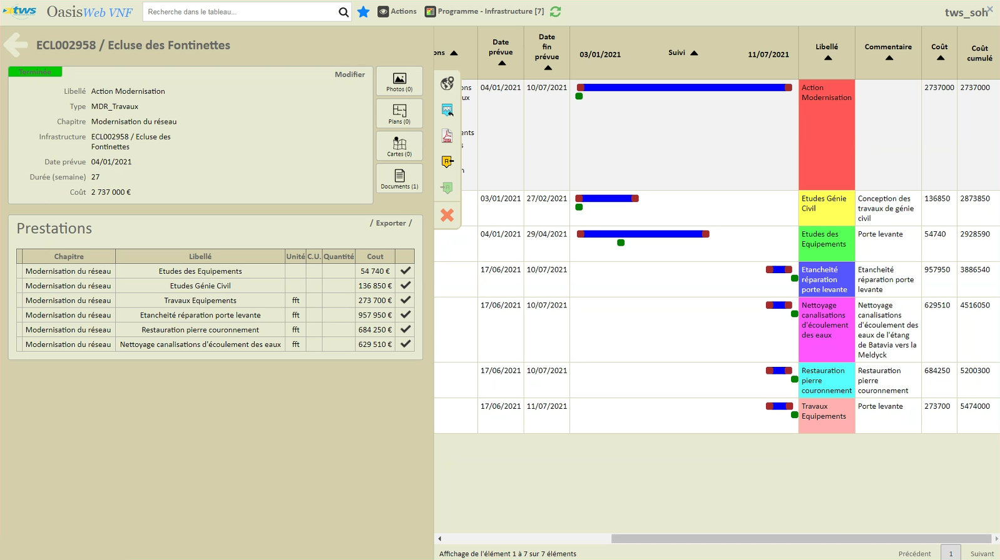 tws OasisWeb VNF Recherche dans le tableau... Actions Programme - Infrastructure [7] tws_soh
ECL002958 / Ecluse des Fontinettes
Terminée
Modifier
Libellé Action Modernisation
Type MDR_Travaux
Chapitre Modernisation du réseau
Infrastructure ECL002958 / Ecluse des
Fontinettes
Date prévue 04/01/2021
Durée (semaine) 27
Coût 2 737 000 €
Photos (0)
Plans (0)
Cartes (0)
Documents (1)
Prestations
/ Exporter /
Chapitre Libellé Unité C.U. Quantité Cout
Modernisation du réseau Etudes des Equipements 54 740 €
Modernisation du réseau Etudes Génie Civil 136 850 €
Modernisation du réseau Travaux Equipements fft 273 700 €
Modernisation du réseau Etancheité réparation porte levante fft 957 950 €
Modernisation du réseau Restauration pierre couronnement fft 684 250 €
Modernisation du réseau Nettoyage canalisations d'écoulement des eaux fft 629 510 €
ons
Date
prévue
Date
fin
prévue
03/01/2021 Suivi 11/07/2021
Libellé
Commentaire
Coût
Coût
cumulé
ons 04/01/2021 10/07/2021 Action 2737000 2737000
ux Modernisation
ents
s
n
03/01/2021 27/02/2021 Etudes Génie Conception des 136850 2873850
Civil travaux de génie
civil
04/01/2021 29/04/2021 Etudes des Porte levante 54740 2928590
Equipements
17/06/2021 10/07/2021 Etancheité Etancheité 957950 3886540
réparation réparation porte
porte levante levante
17/06/2021 10/07/2021 Nettoyage Nettoyage 629510 4516050
canalisations canalisations
d'écoulement d'écoulement des
des eaux eaux de l'étang
de Batavia vers la
Meldyck
17/06/2021 10/07/2021 Restauration Restauration 684250 5200300
pierre pierre
couronnement couronnement
17/06/2021 11/07/2021 Travaux Porte levante 273700 5474000
Equipements
Affichage de l'élément 1 à 7 sur 7 éléments
Précédent 1 Suivant